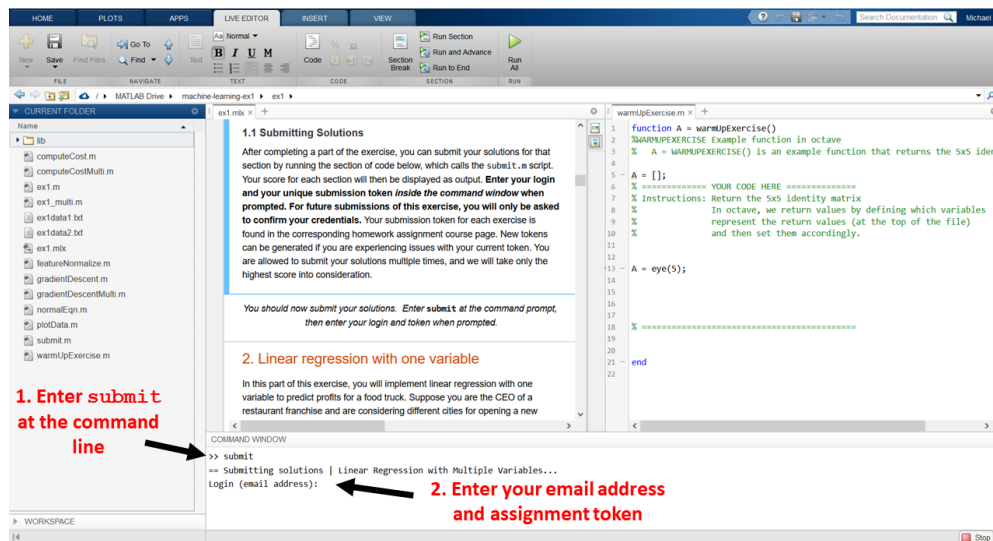 HOME PLOTS APPS LIVE EDITOR INSERT VIEW
Search Documentation Michael
New Save Find Files Go To Find Text
Aa Normal
B I U M
Code
Section Break
Run Section
Run and Advance
Run to End
Run All
FILE NAVIGATE TEXT CODE SECTION RUN
/ MATLAB Drive machine-learning-ex1 ex1
CURRENT FOLDER
Name
lib
computeCost.m
computeCostMulti.m
ex1.m
ex1_multi.m
ex1data1.txt
ex1data2.txt
ex1.mlx
featureNormalize.m
gradientDescent.m
gradientDescentMulti.m
normalEqn.m
plotData.m
submit.m
warmUpExercise.m
1. Enter submit
at the command
line
WORKSPACE
ex1.mlx × +
1.1 Submitting Solutions
After completing a part of the exercise, you can submit your solutions for that
section by running the section of code below, which calls the submit.m script.
Your score for each section will then be displayed as output. Enter your login
and your unique submission token inside the command window when
prompted. For future submissions of this exercise, you will only be asked
to confirm your credentials. Your submission token for each exercise is
found in the corresponding homework assignment course page. New tokens
can be generated if you are experiencing issues with your current token. You
are allowed to submit your solutions multiple times, and we will take only the
highest score into consideration.
You should now submit your solutions. Enter submit at the command prompt,
then enter your login and token when prompted.
2. Linear regression with one variable
In this part of this exercise, you will implement linear regression with one
variable to predict profits for a food truck. Suppose you are the CEO of a
restaurant franchise and are considering different cities for opening a new
warmUpExercise.m × +
1 function A = warmUpExercise()
2 %WARMUPEXERCISE Example function in octave
3 % A = WARMUPEXERCISE() is an example function that returns the 5x5 iden
4
5 – A = [];
6 % ============= YOUR CODE HERE ==============
7 % Instructions: Return the 5x5 identity matrix
8 % In octave, we return values by defining which variables
9 % represent the return values (at the top of the file)
10 % and then set them accordingly.
11
12
13 – A = eye(5);
14
15
16
17
18 % ===========================================
19
20
21 – end
22
COMMAND WINDOW
>> submit
== Submitting solutions | Linear Regression with Multiple Variables...
Login (email address):
2. Enter your email address
and assignment token
Stop